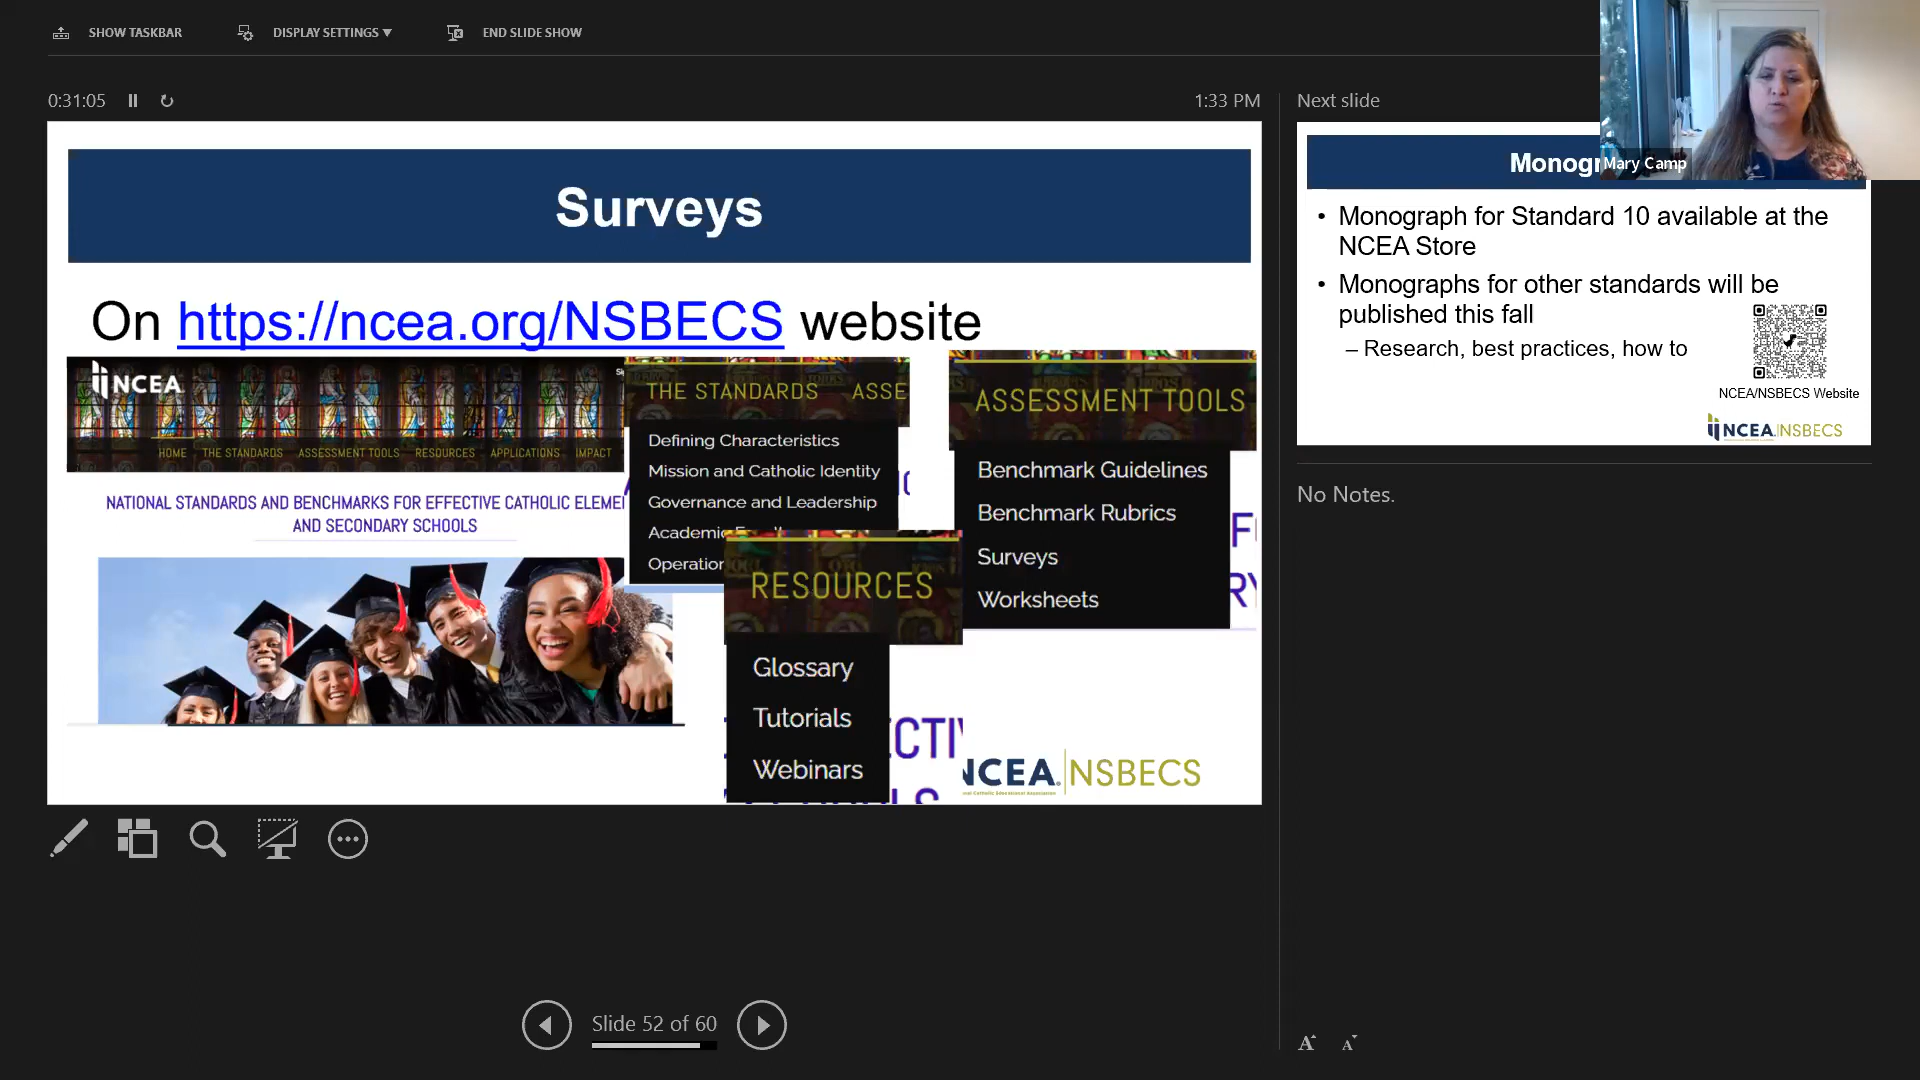 SHOW TASKBAR
DISPLAY SETTINGS ▼
END SLIDE SHOW
0:31:05
1:33 PM
Next slide
Surveys
On https://ncea.org/NSBECS website
NCEA
HOME THE STANDARDS ASSESSMENT TOOLS RESOURCES APPLICATIONS IMPACT
NATIONAL STANDARDS AND BENCHMARKS FOR EFFECTIVE CATHOLIC ELEME
AND SECONDARY SCHOOLS
THE STANDARDS ASSE
Defining Characteristics
Mission and Catholic Identity
Governance and Leadership
Academic
Operation
RESOURCES
Glossary
Tutorials
Webinars
ASSESSMENT TOOLS
Benchmark Guidelines
Benchmark Rubrics
Surveys
Worksheets
NCEA NSBECS
Monog
Mary Camp
• Monograph for Standard 10 available at the
NCEA Store
• Monographs for other standards will be
published this fall
– Research, best practices, how to
NCEA/NSBECS Website
NCEA NSBECS
No Notes.
Slide 52 of 60
A A